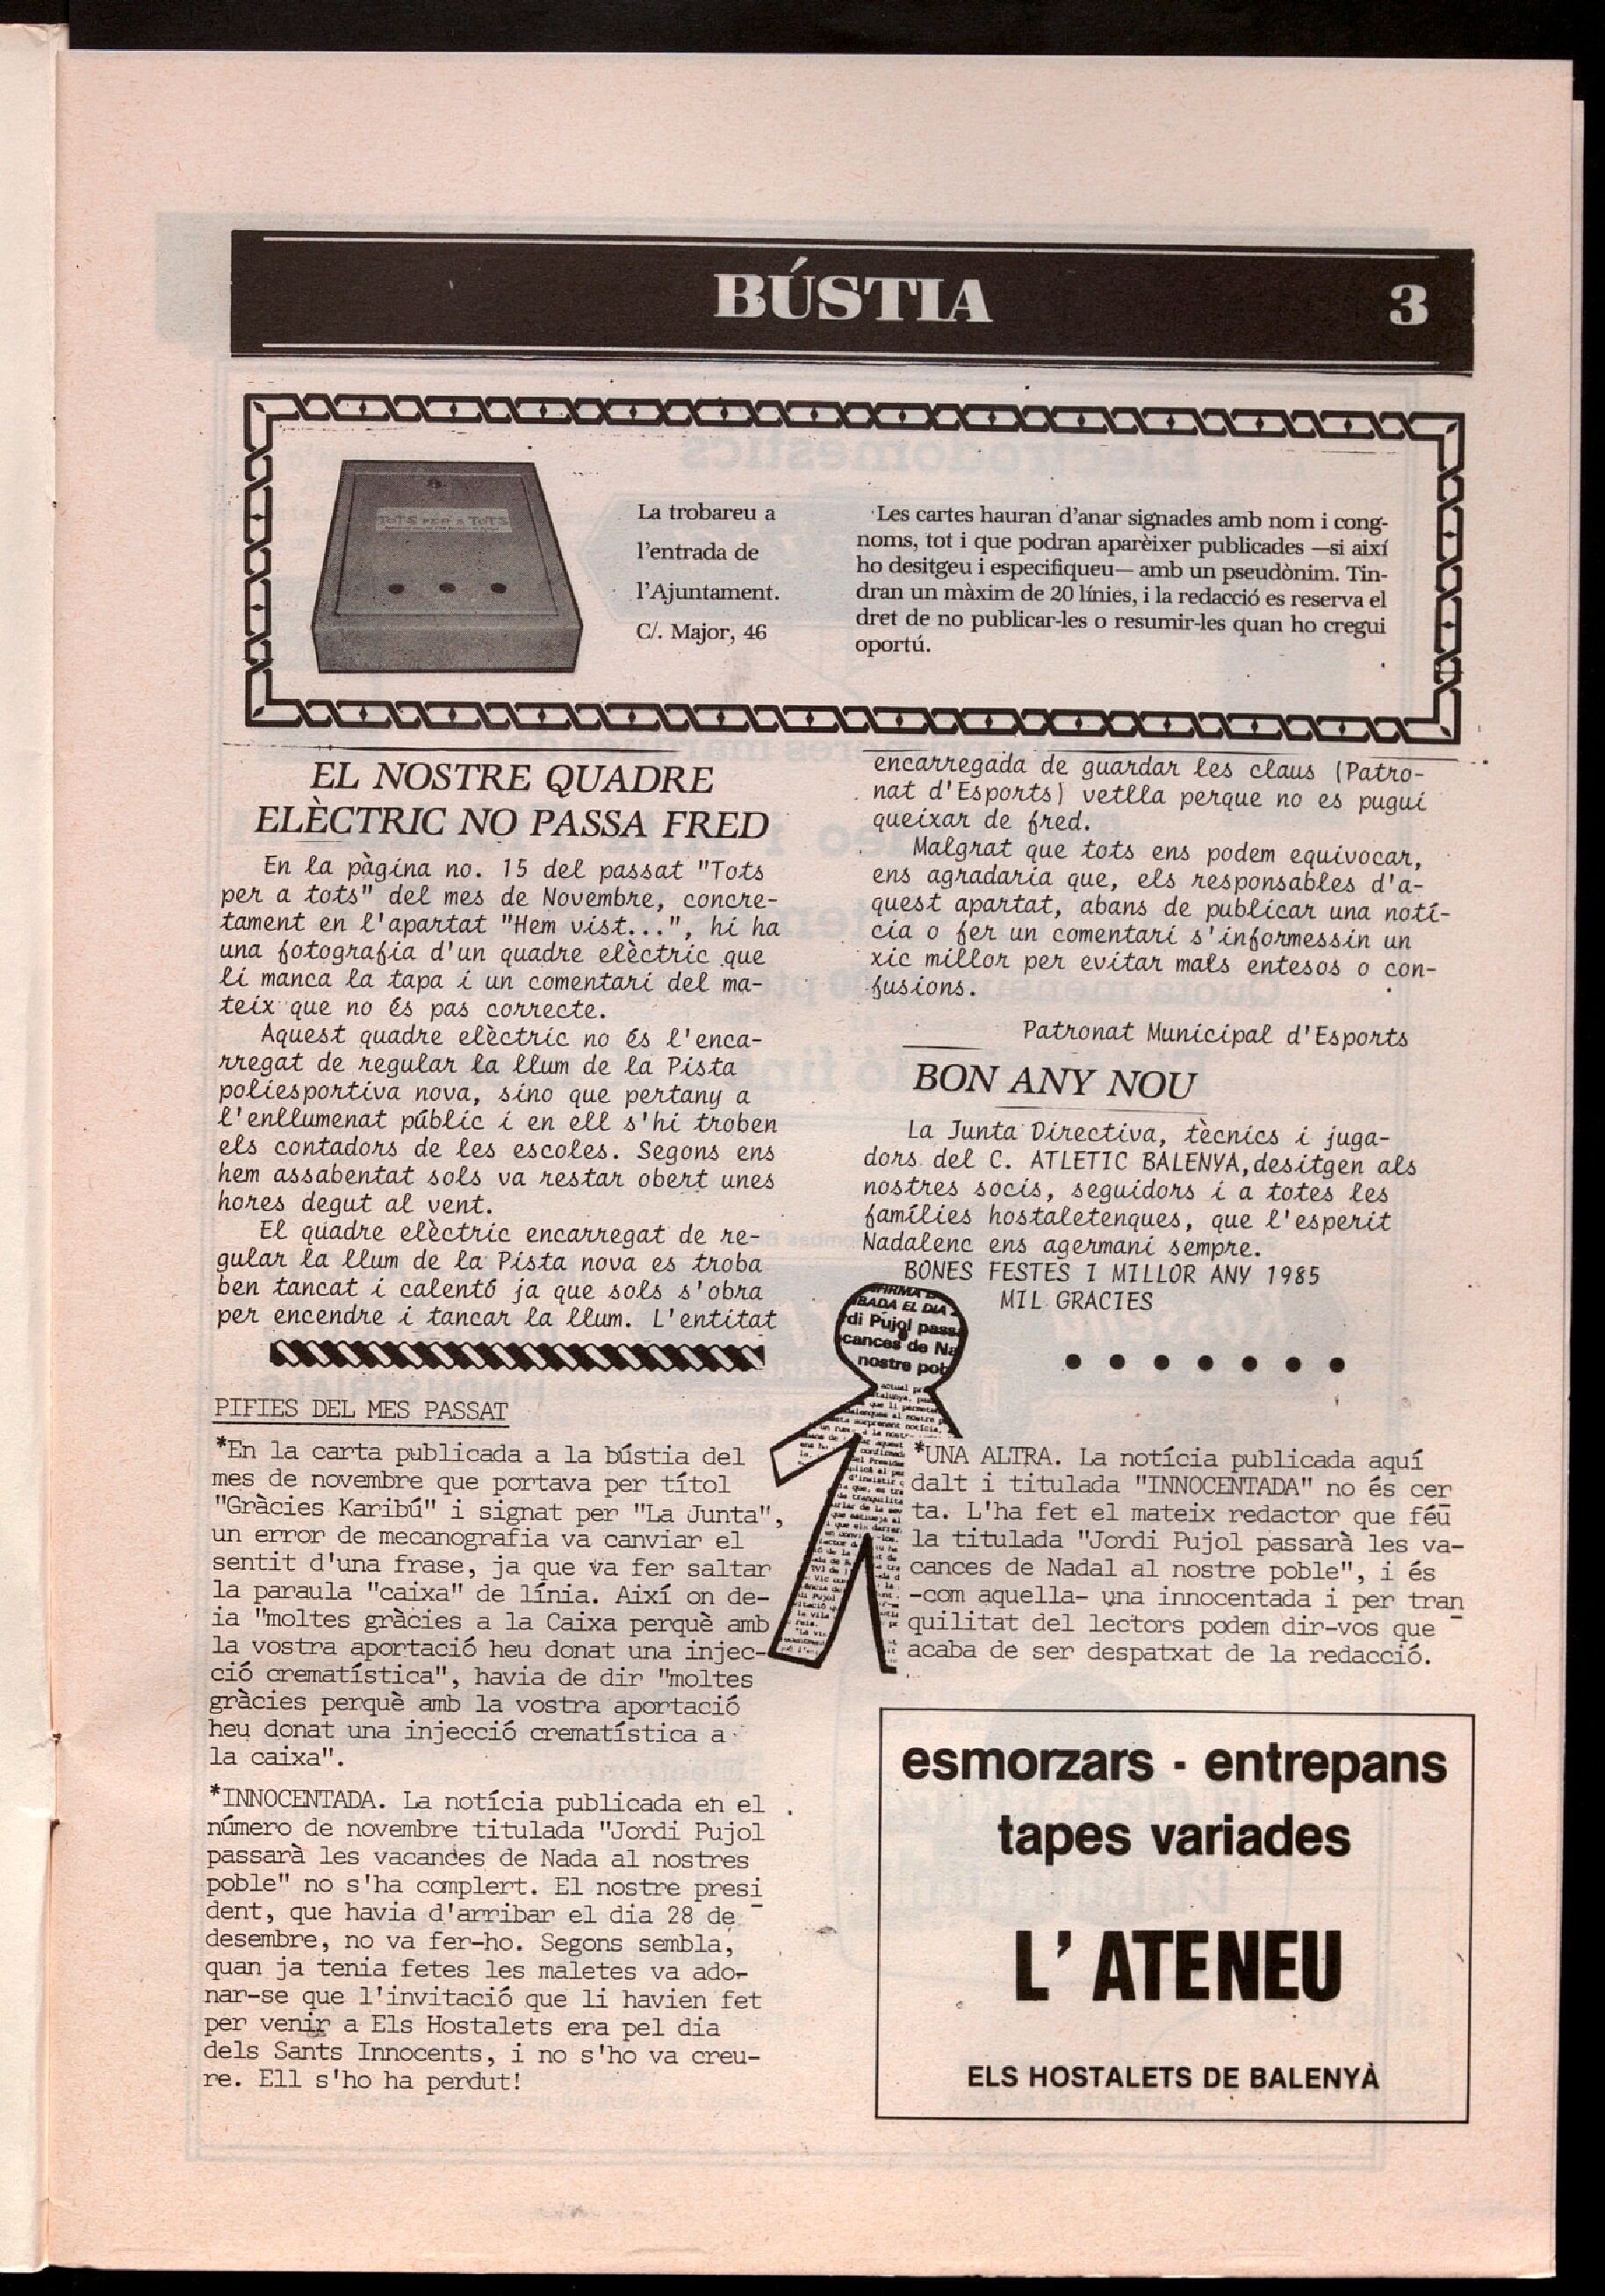 BÚSTIA
3
TOTS PER A TOTS
La trobareu a
l'entrada de
l'Ajuntament.
C/. Major, 46
Les cartes hauran d'anar signades amb nom i cong-
noms, tot i que podran aparèixer publicades —si així
ho desitgeu i especifiqueu— amb un pseudònim. Tin-
dran un màxim de 20 línies, i la redacció es reserva el
dret de no publicar-les o resumir-les quan ho cregui
oportú.
EL NOSTRE QUADRE
ELÈCTRIC NO PASSA FRED
En la pàgina no. 15 del passat "Tots
per a tots" del mes de Novembre, concre-
tament en l'apartat "Hem vist...", hi ha
una fotografia d'un quadre elèctric que
li manca la tapa i un comentari del ma-
teix que no és pas correcte.
Aquest quadre elèctric no és l'enca-
rregat de regular la llum de la Pista
poliesportiva nova, sino que pertany a
l'enllumenat públic i en ell s'hi troben
els contadors de les escoles. Segons ens
hem assabentat sols va restar obert unes
hores degut al vent.
El quadre elèctric encarregat de re-
gular la llum de la Pista nova es troba
ben tancat i calentó ja que sols s'obra
per encendre i tancar la llum. L'entitat
encarregada de guardar les claus (Patro-
nat d'Esports) vetlla perque no es pugui
queixar de fred.
Malgrat que tots ens podem equivocar,
ens agradaria que, els responsables d'a-
quest apartat, abans de publicar una notí-
cia o fer un comentari s'informessin un
xic millor per evitar mals entesos o con-
fusions.
Patronat Municipal d'Esports
BON ANY NOU
La Junta Directiva, tècnics i juga-
dors del C. ATLETIC BALENYA, desitgen als
nostres socis, seguidors i a totes les
famílies hostaletenques, que l'esperit
Nadalenc ens agermani sempre.
BONES FESTES I MILLOR ANY 1985
MIL GRACIES
PIFIES DEL MES PASSAT
*En la carta publicada a la bústia del
mes de novembre que portava per títol
"Gràcies Karibú" i signat per "La Junta",
un error de mecanografia va canviar el
sentit d'una frase, ja que va fer saltar
la paraula "caixa" de línia. Així on de-
ia "moltes gràcies a la Caixa perquè amb
la vostra aportació heu donat una injec-
ció crematística", havia de dir "moltes
gràcies perquè amb la vostra aportació
heu donat una injecció crematística a
la caixa".
*INNOCENTADA. La notícia publicada en el
número de novembre titulada "Jordi Pujol
passarà les vacances de Nada al nostres
poble" no s'ha complert. El nostre presi
dent, que havia d'arribar el dia 28 de
desembre, no va fer-ho. Segons sembla,
quan ja tenia fetes les maletes va ado-
nar-se que l'invitació que li havien fet
per venir a Els Hostalets era pel dia
dels Sants Innocents, i no s'ho va creu-
re. Ell s'ho ha perdut!
BADA EL DIA
di Pujol pass
cances de Na
nostre pob
*UNA ALTRA. La notícia publicada aquí
dalt i titulada "INNOCENTADA" no és cer
ta. L'ha fet el mateix redactor que féu
la titulada "Jordi Pujol passarà les va-
cances de Nadal al nostre poble", i és
-com aquella- una innocentada i per tran
quilitat del lectors podem dir-vos que
acaba de ser despatxat de la redacció.
esmorzars - entrepans
tapes variades
L'ATENEU
ELS HOSTALETS DE BALENYÀ